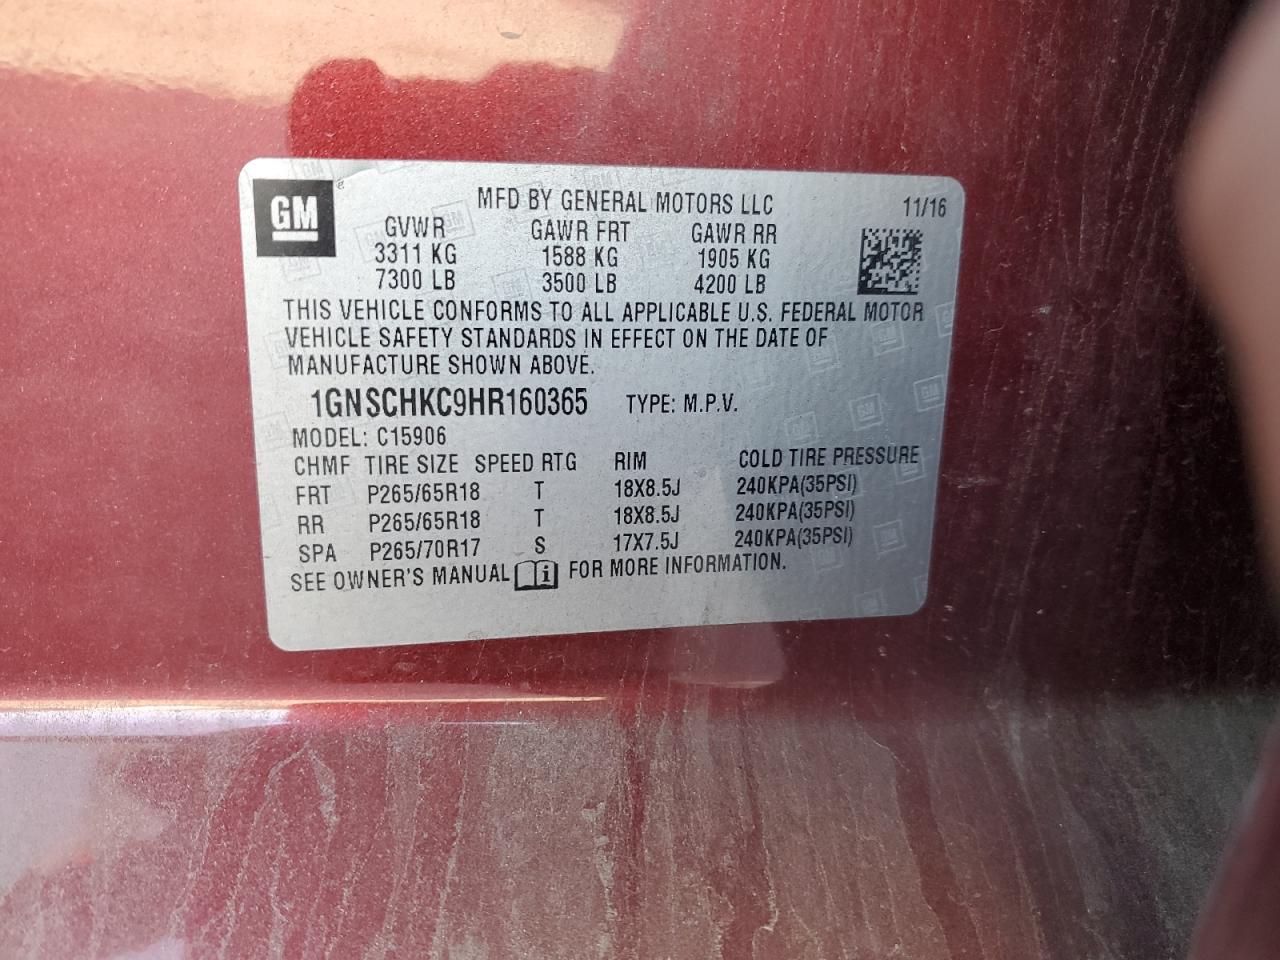 GM ®
MFD BY GENERAL MOTORS LLC 11/16
GVWR GAWR FRT GAWR RR
3311 KG 1588 KG 1905 KG
7300 LB 3500 LB 4200 LB
THIS VEHICLE CONFORMS TO ALL APPLICABLE U.S. FEDERAL MOTOR
VEHICLE SAFETY STANDARDS IN EFFECT ON THE DATE OF
MANUFACTURE SHOWN ABOVE.
1GNSCHKC9HR160365 TYPE: M.P.V.
MODEL: C15906
CHMF TIRE SIZE SPEED RTG RIM COLD TIRE PRESSURE
FRT P265/65R18 T 18X8.5J 240KPA(35PSI)
RR P265/65R18 T 18X8.5J 240KPA(35PSI)
SPA P265/70R17 S 17X7.5J 240KPA(35PSI)
SEE OWNER'S MANUAL i FOR MORE INFORMATION.